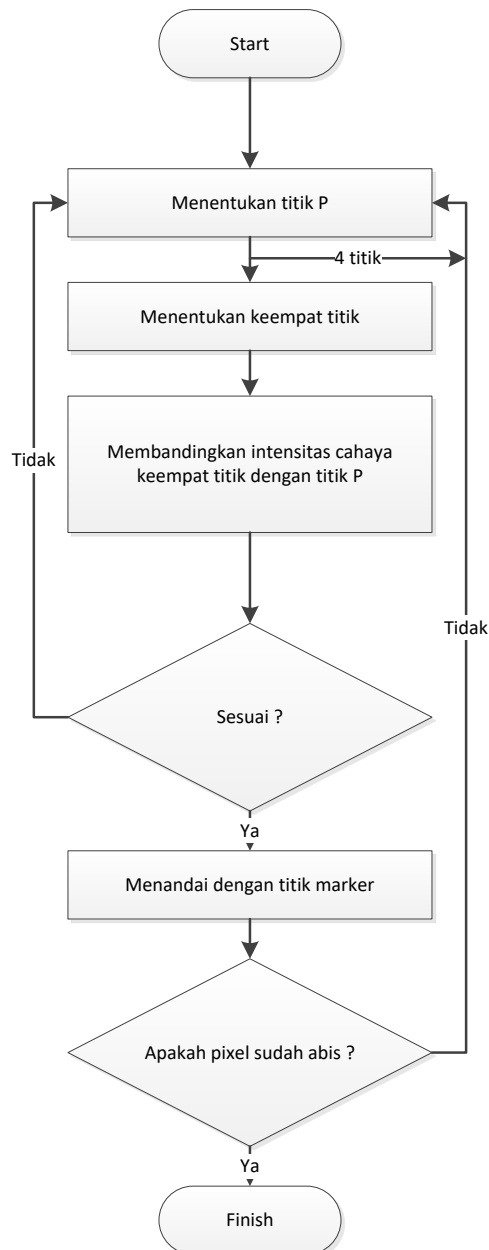 Start
Menentukan titik P
4 titik
Menentukan keempat titik
Membandingkan intensitas cahaya
keempat titik dengan titik P
Tidak
Sesuai ?
Tidak
Ya
Menandai dengan titik marker
Apakah pixel sudah abis ?
Ya
Finish